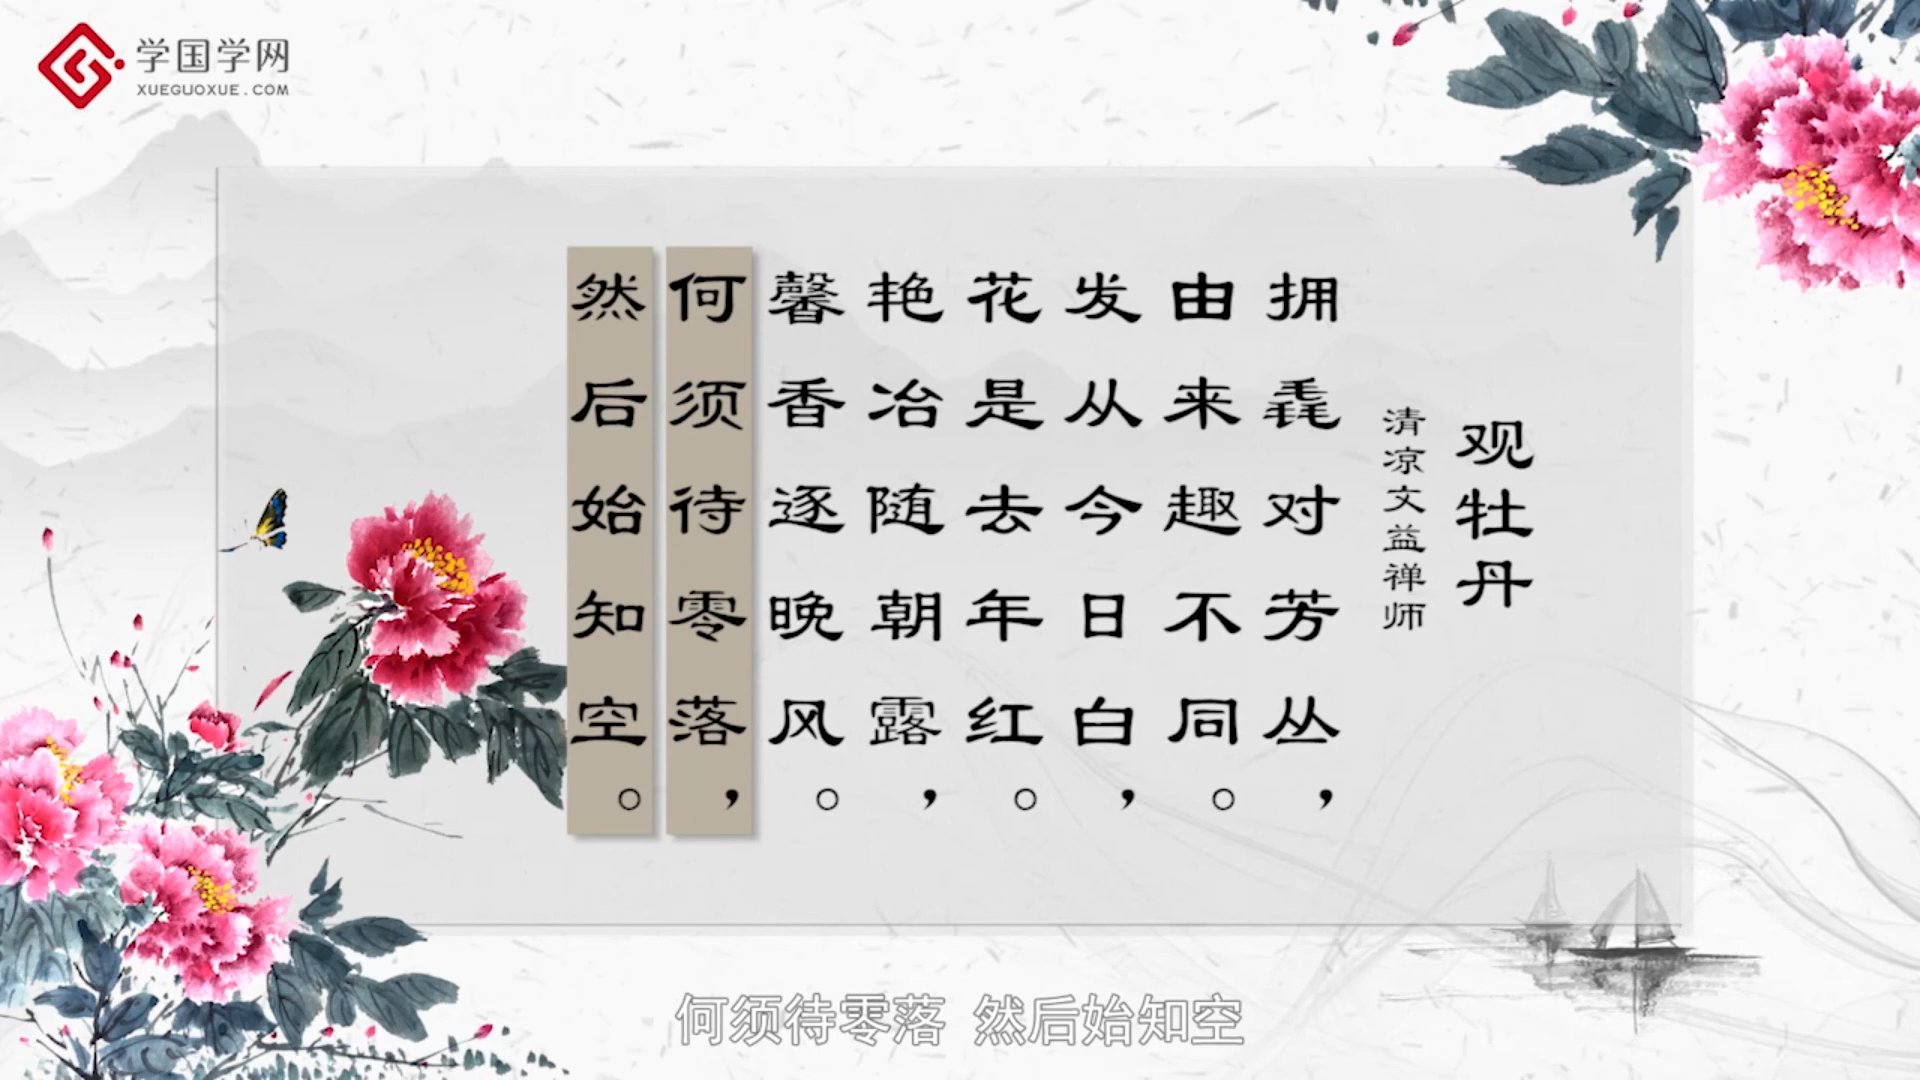 学国学网
XUEGUOXUE.COM
观牡丹
清凉文益禅师
拥毳对芳丛，
由来趣不同。
发从今日白，
花是去年红。
艳冶随朝露，
馨香逐晚风。
何须待零落，
然后始知空。
何须待零落 然后始知空